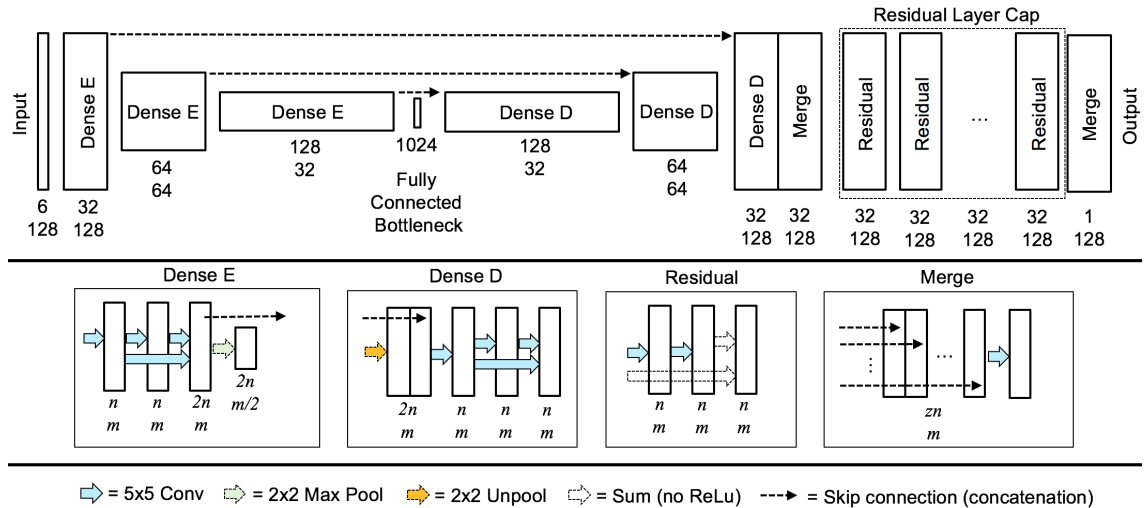 Residual Layer Cap
Input
Dense E
Dense E
Dense E
Dense D
Dense D
Dense D
Merge
Residual
Residual
...
Residual
Merge
Output
6
128
32
128
64
64
128
32
1024
Fully
Connected
Bottleneck
128
32
64
64
32
128
32
128
32
128
32
128
32
128
32
128
1
128
Dense E
n
m
n
m
2n
m
2n
m/2
Dense D
2n
m
n
m
n
m
n
m
Residual
n
m
n
m
n
m
Merge
...
...
zn
m
= 5x5 Conv
= 2x2 Max Pool
= 2x2 Unpool
= Sum (no ReLu)
= Skip connection (concatenation)